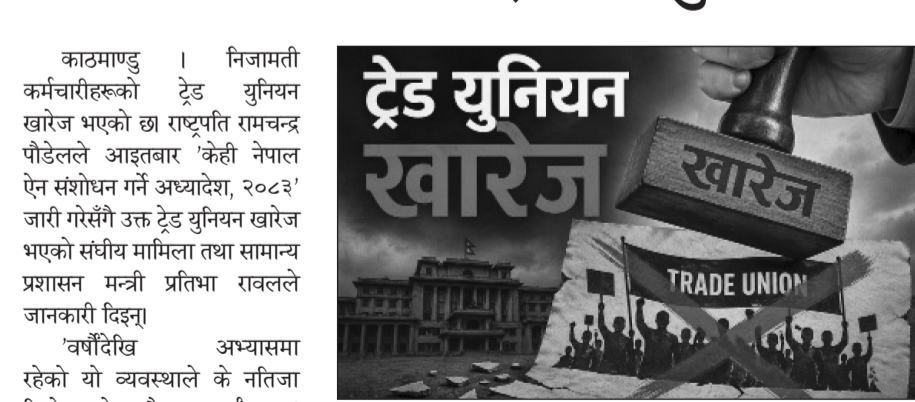 काठमाण्डु । निजामती
कर्मचारीहरूको ट्रेड युनियन
खारेज भएको छ। राष्ट्रपति रामचन्द्र
पौडेलले आइतबार 'केही नेपाल
ऐन संशोधन गर्ने अध्यादेश, २०८३'
जारी गरेसँगै उक्त ट्रेड युनियन खारेज
भएको संघीय मामिला तथा सामान्य
प्रशासन मन्त्री प्रतिभा रावलले
जानकारी दिइन्।
'वर्षौंदेखि अभ्यासमा
रहेको यो व्यवस्थाले के नतिजा
ट्रेड युनियन
खारेज
खारेज
TRADE UNION